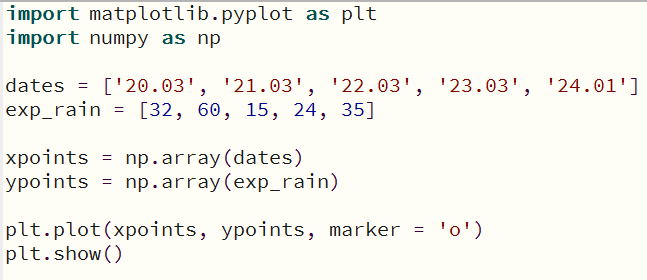 import matplotlib.pyplot as plt
import numpy as np
dates = ['20.03', '21.03', '22.03', '23.03', '24.01']
exp_rain = [32, 60, 15, 24, 35]
xpoints = np.array(dates)
ypoints = np.array(exp_rain)
plt.plot(xpoints, ypoints, marker = 'o')
plt.show()